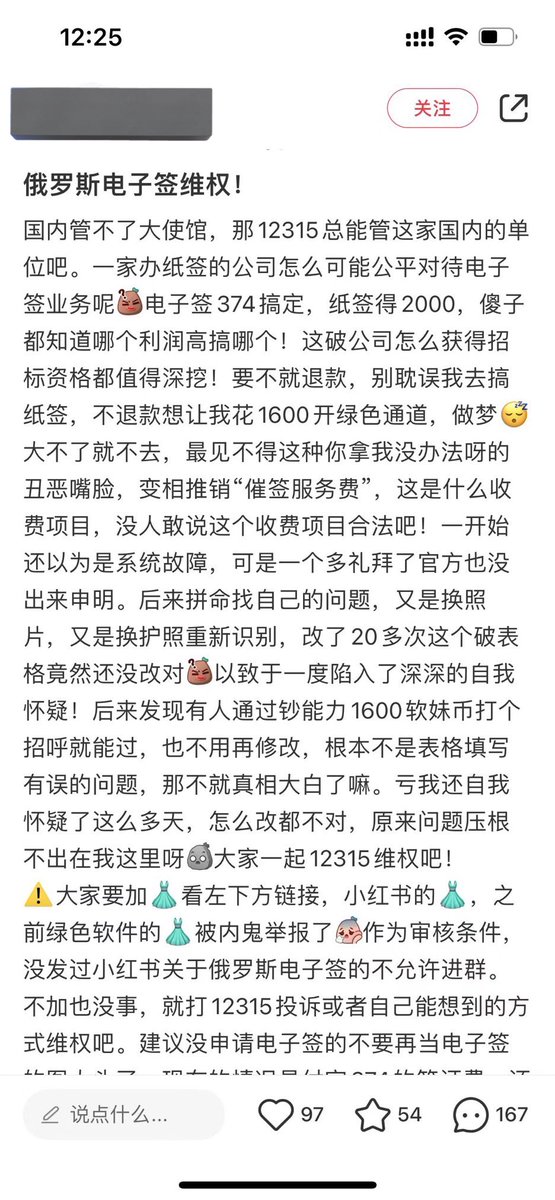 12:25
关注
俄罗斯电子签维权！
国内管不了大使馆，那12315总能管这家国内的单
位吧。一家办纸签的公司怎么可能公平对待电子
签业务呢电子签374搞定，纸签得2000，傻子
都知道哪个利润高搞哪个！这破公司怎么获得招
标资格都值得深挖！要不就退款，别耽误我去搞
纸签，不退款想让我花1600开绿色通道，做梦
大不了就不去，最见不得这种你拿我没办法呀的
丑恶嘴脸，变相推销“催签服务费”，这是什么收
费项目，没人敢说这个收费项目合法吧！一开始
还以为是系统故障，可是一个多礼拜了官方也没
出来申明。后来拼命找自己的问题，又是换照
片，又是换护照重新识别，改了20多次这个破表
格竟然还没改对以致于一度陷入了深深的自我
怀疑！后来发现有人通过钞能力1600软妹币打个
招呼就能过，也不用再修改，根本不是表格填写
有误的问题，那不就真相大白了嘛。亏我还自我
怀疑了这么多天，怎么改都不对，原来问题压根
不出在我这里呀大家一起12315维权吧！
⚠️大家要加👗看左下方链接，小红书的👗，之
前绿色软件的👗被内鬼举报了作为审核条件，
没发过小红书关于俄罗斯电子签的不允许进群。
不加也没事，就打12315投诉或者自己能想到的方
式维权吧。建议没申请电子签的不要再当电子签
说点什么...
97
54
167